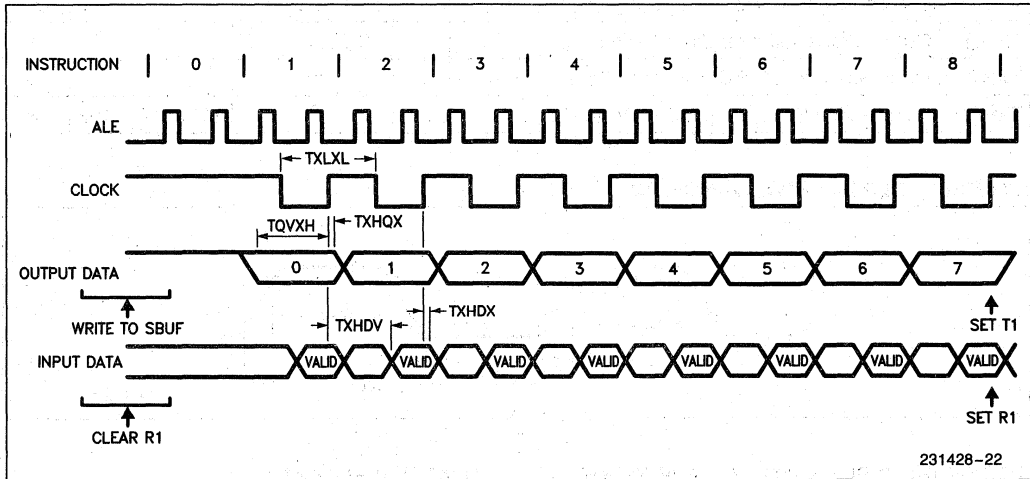 INSTRUCTION | 0 | 1 | 2 | 3 | 4 | 5 | 6 | 7 | 8 |
ALE
TXLXL
CLOCK
TQVXH TXHQX
OUTPUT DATA 0 1 2 3 4 5 6 7
WRITE TO SBUF TXHDV TXHDX SET T1
INPUT DATA VALID VALID VALID VALID VALID VALID VALID VALID
CLEAR R1 SET R1
231428-22